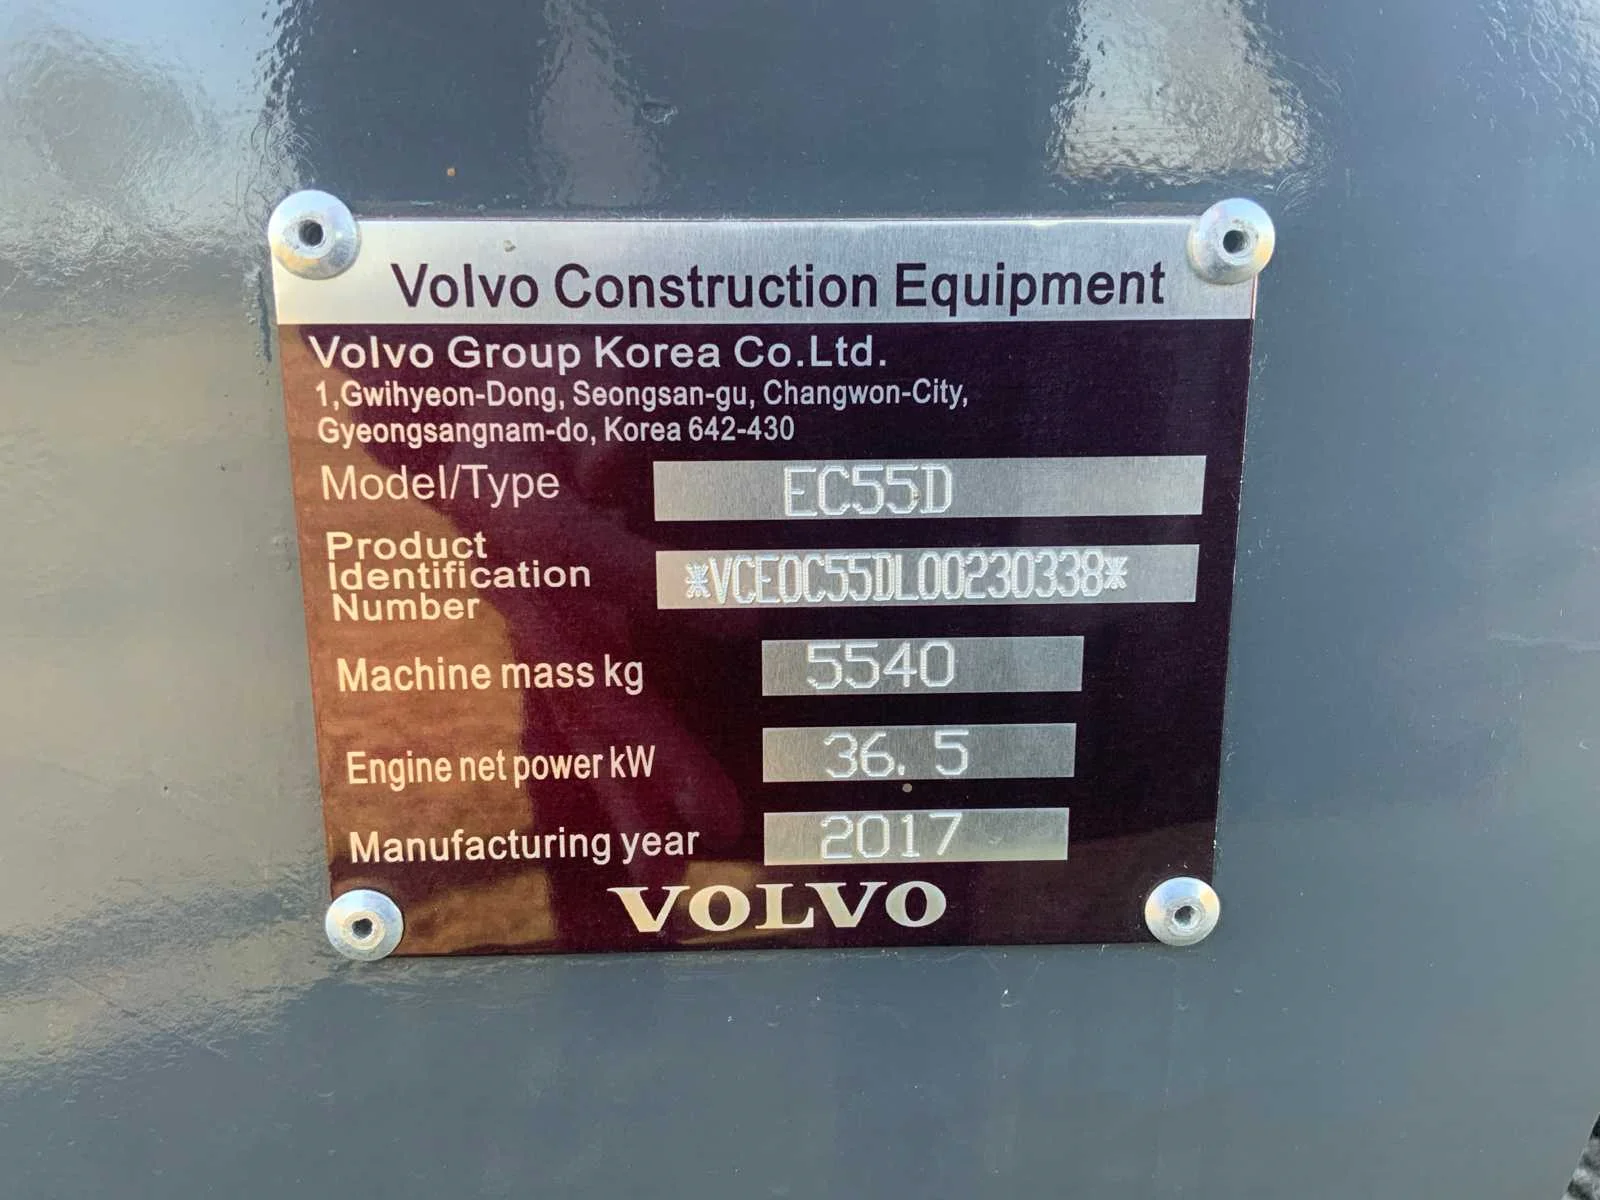 Volvo Construction Equipment
Volvo Group Korea Co.Ltd.
1,Gwihyeon-Dong, Seongsan-gu, Changwon-City,
Gyeongsangnam-do, Korea 642-430
Model/Type EC55D
Product Identification Number *VCE0C55DL00230338*
Machine mass kg 5540
Engine net power kW 36.5
Manufacturing year 2017
VOLVO